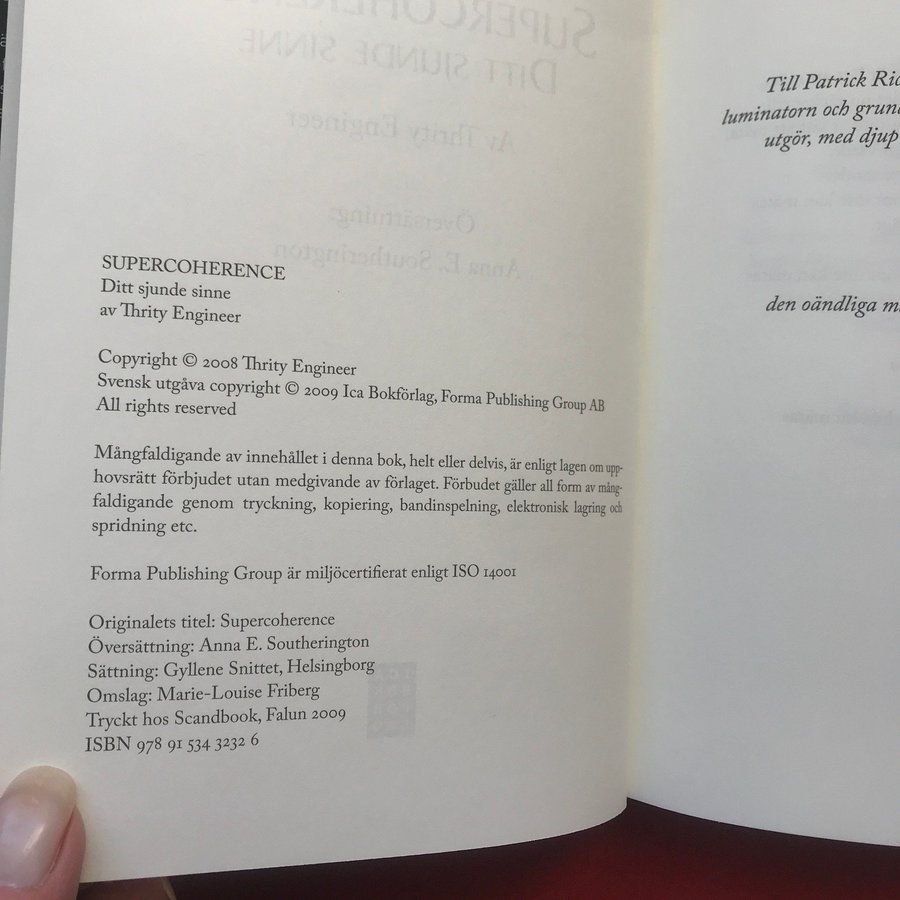 SUPERCOHERENCE
Ditt sjunde sinne
av Thrity Engineer
Copyright © 2008 Thrity Engineer
Svensk utgåva copyright © 2009 Ica Bokförlag, Forma Publishing Group AB
All rights reserved
Mångfaldigande av innehållet i denna bok, helt eller delvis, är enligt lagen om upp-
hovsrätt förbjudet utan medgivande av förlaget. Förbudet gäller all form av mång-
faldigande genom tryckning, kopiering, bandinspelning, elektronisk lagring och
spridning etc.
Forma Publishing Group är miljöcertifierat enligt ISO 14001
Originalets titel: Supercoherence
Översättning: Anna E. Southerington
Sättning: Gyllene Snittet, Helsingborg
Omslag: Marie-Louise Friberg
Tryckt hos Scandbook, Falun 2009
ISBN 978 91 534 3232 6
Till Patrick
luminatorn och
utgör, med djup
den oändliga